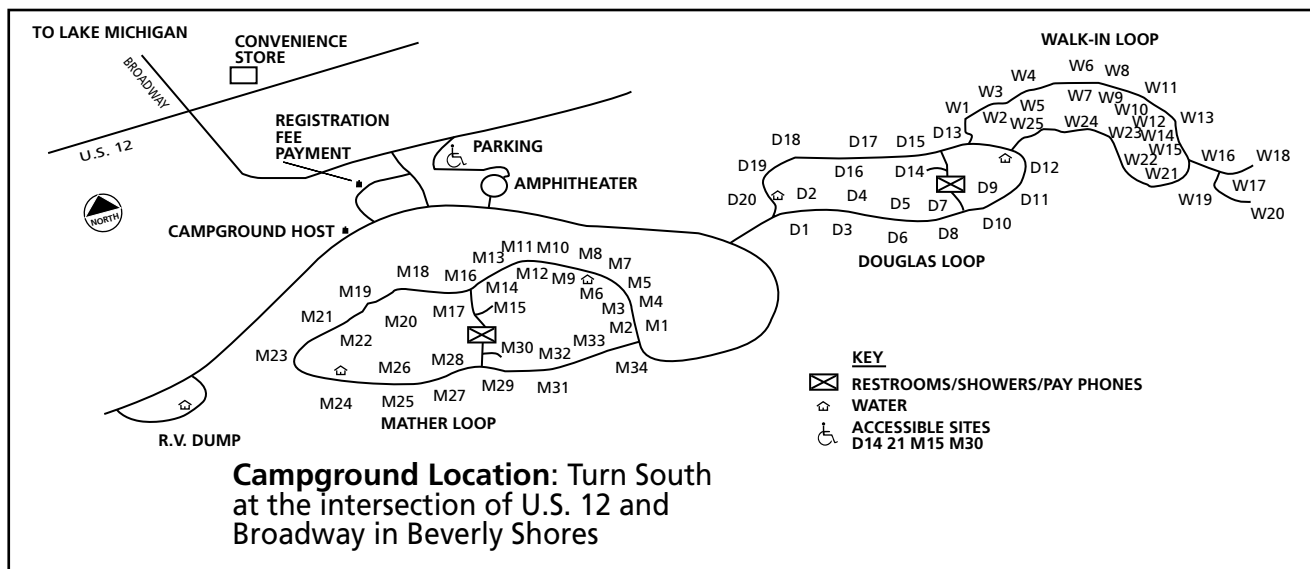 TO LAKE MICHIGAN
BROADWAY
CONVENIENCE
STORE
U.S. 12
REGISTRATION
FEE
PAYMENT
PARKING
AMPHITHEATER
NORTH
CAMPGROUND HOST
WALK-IN LOOP
W1
W2
W3
W4
W5
W6
W7
W8
W9
W10
W11
W12
W13
W14
W15
W16
W17
W18
W19
W20
W21
W22
W23
W24
W25
D1
D2
D3
D4
D5
D6
D7
D8
D9
D10
D11
D12
D13
D14
D15
D16
D17
D18
D19
D20
DOUGLAS LOOP
M1
M2
M3
M4
M5
M6
M7
M8
M9
M10
M11
M12
M13
M14
M15
M16
M17
M18
M19
M20
M21
M22
M23
M24
M25
M26
M27
M28
M29
M30
M31
M32
M33
M34
MATHER LOOP
R.V. DUMP
KEY
RESTROOMS/SHOWERS/PAY PHONES
WATER
ACCESSIBLE SITES
D14 21 M15 M30
Campground Location: Turn South
at the intersection of U.S. 12 and
Broadway in Beverly Shores